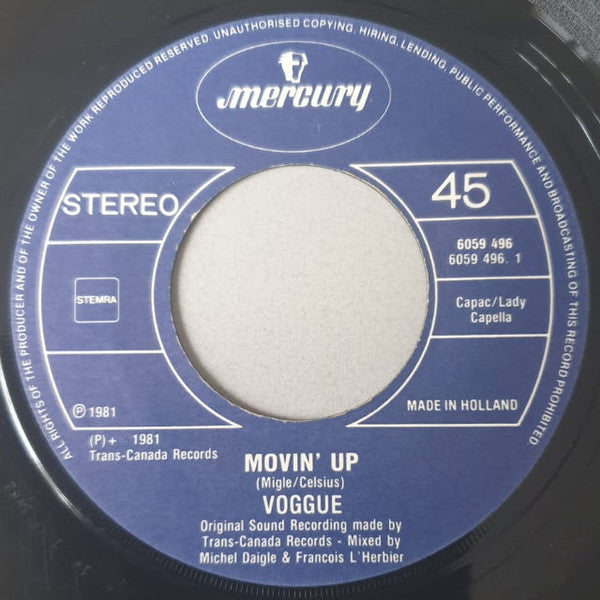 ALL RIGHTS OF THE PRODUCER AND OF THE OWNER OF THE WORK REPRODUCED RESERVED. UNAUTHORISED COPYING, HIRING, LENDING, PUBLIC PERFORMANCE AND BROADCASTING OF THIS RECORD PROHIBITED.
mercury
STEREO
45
6059 496
6059 496. 1
STEMRA
Capac/Lady
Capella
Ⓟ 1981
MADE IN HOLLAND
(P)+ 1981
Trans-Canada Records
MOVIN' UP
(Migle/Celsius)
VOGGUE
Original Sound Recording made by
Trans-Canada Records - Mixed by
Michel Daigle & Francois L'Herbier